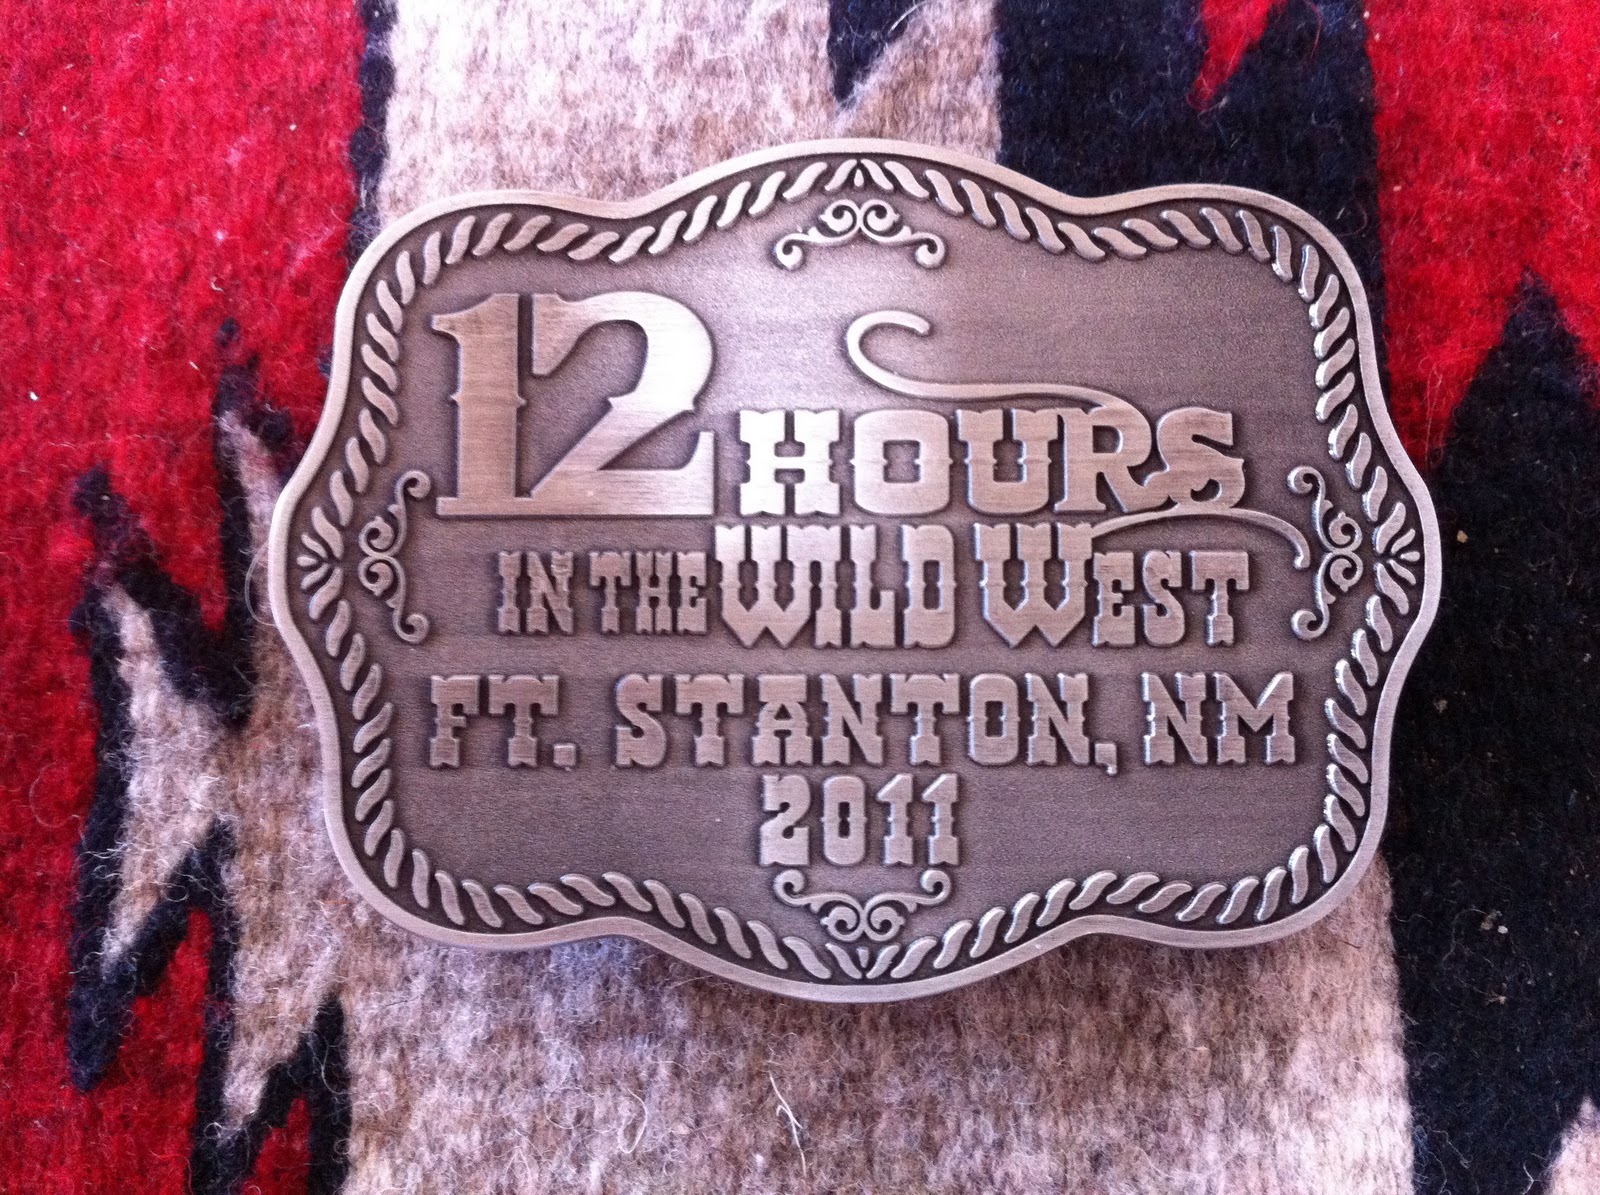 12 HOURS
IN THE WILD WEST
FT. STANTON, NM
2011